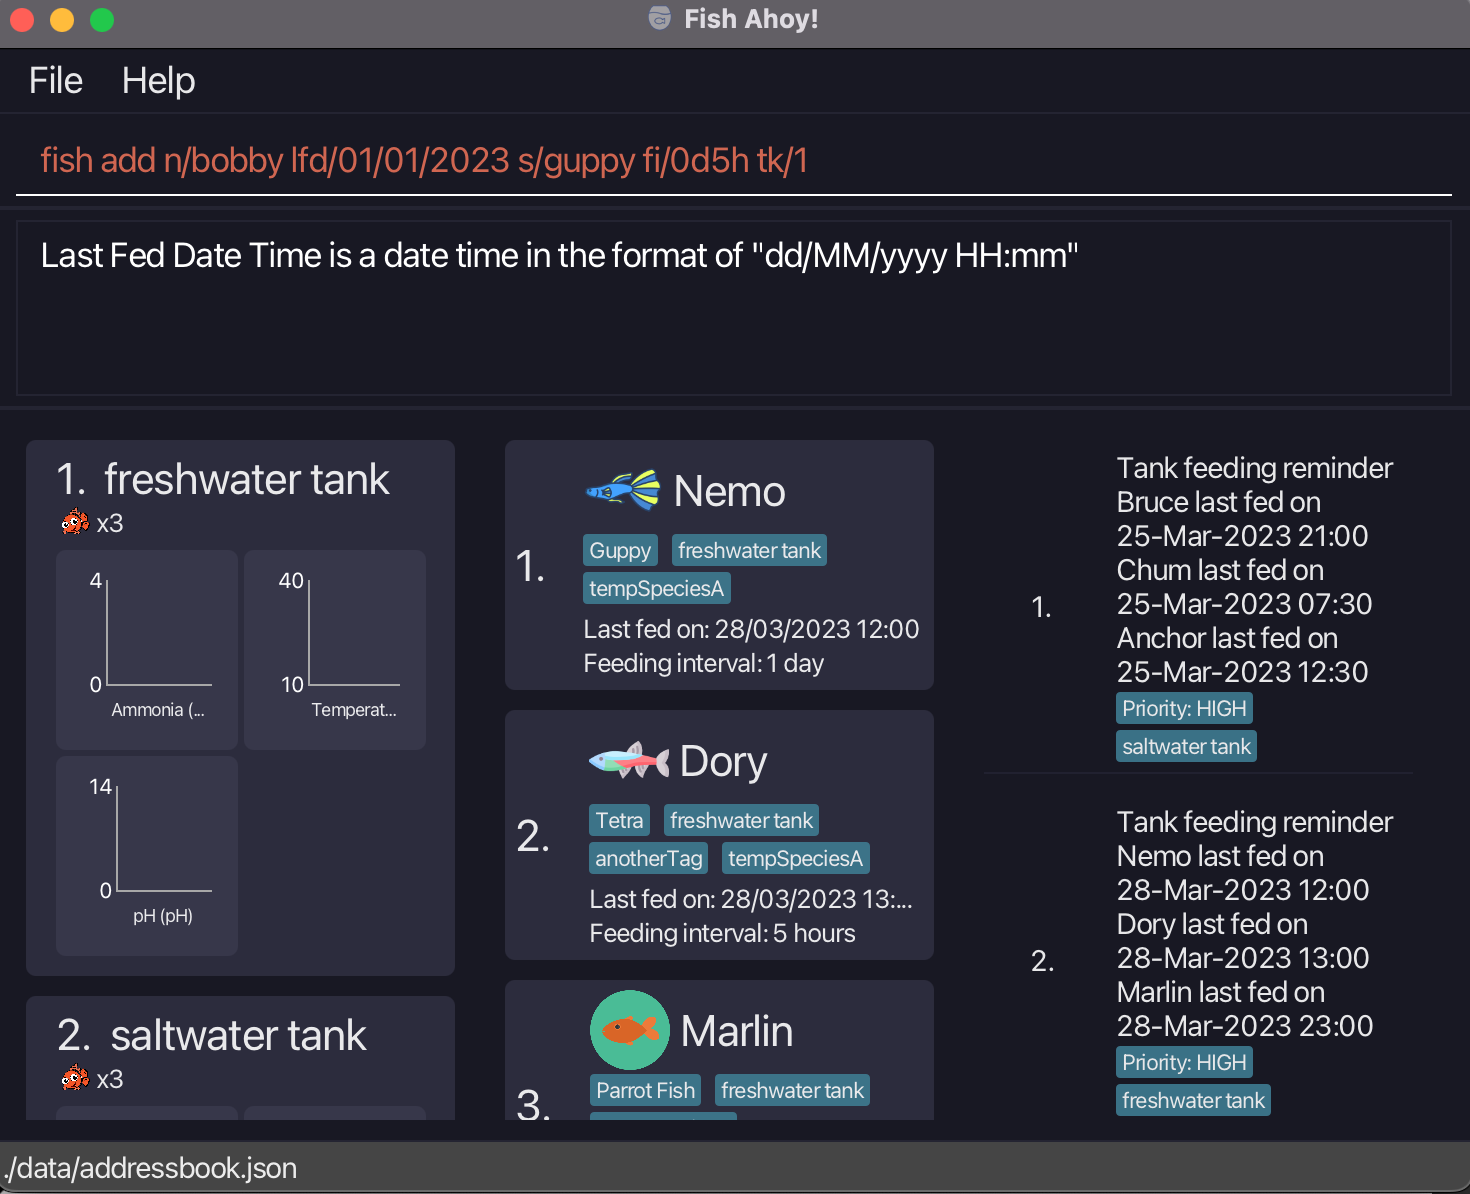 Fish Ahoy!
File Help
fish add n/bobby lfd/01/01/2023 s/guppy fi/0d5h tk/1
Last Fed Date Time is a date time in the format of "dd/MM/yyyy HH:mm"
1. freshwater tank
x3
4
0
Ammonia (...
40
10
Temperat...
14
0
pH (pH)
2. saltwater tank
x3
1.
Nemo
Guppy freshwater tank
tempSpeciesA
Last fed on: 28/03/2023 12:00
Feeding interval: 1 day
2.
Dory
Tetra freshwater tank
anotherTag tempSpeciesA
Last fed on: 28/03/2023 13:...
Feeding interval: 5 hours
3.
Marlin
Parrot Fish freshwater tank
1.
Tank feeding reminder
Bruce last fed on
25-Mar-2023 21:00
Chum last fed on
25-Mar-2023 07:30
Anchor last fed on
25-Mar-2023 12:30
Priority: HIGH
saltwater tank
2.
Tank feeding reminder
Nemo last fed on
28-Mar-2023 12:00
Dory last fed on
28-Mar-2023 13:00
Marlin last fed on
28-Mar-2023 23:00
Priority: HIGH
freshwater tank
./data/addressbook.json